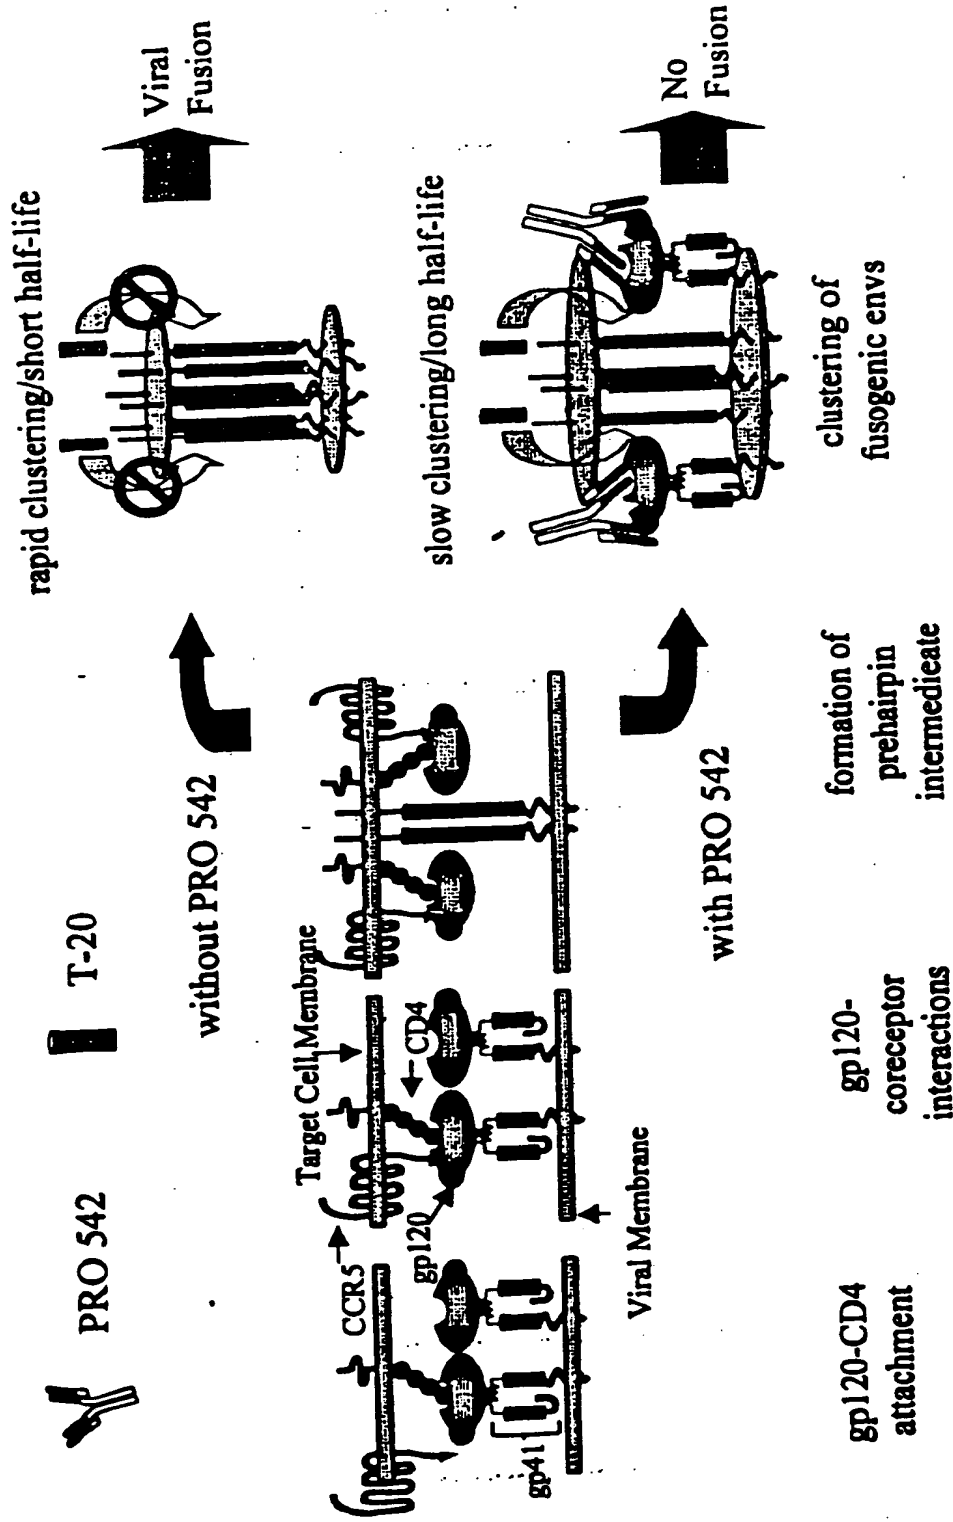 PRO 542
T-20
without PRO 542
rapid clustering/short half-life
Viral
Fusion
Target Cell Membrane
CCR5
CD4
gp120
gp41
Viral Membrane
with PRO 542
slow clustering/long half-life
No
Fusion
gp120-CD4
attachment
gp120-
coreceptor
interactions
formation of
prehairpin
intermedieate
clustering of
fusogenic envs